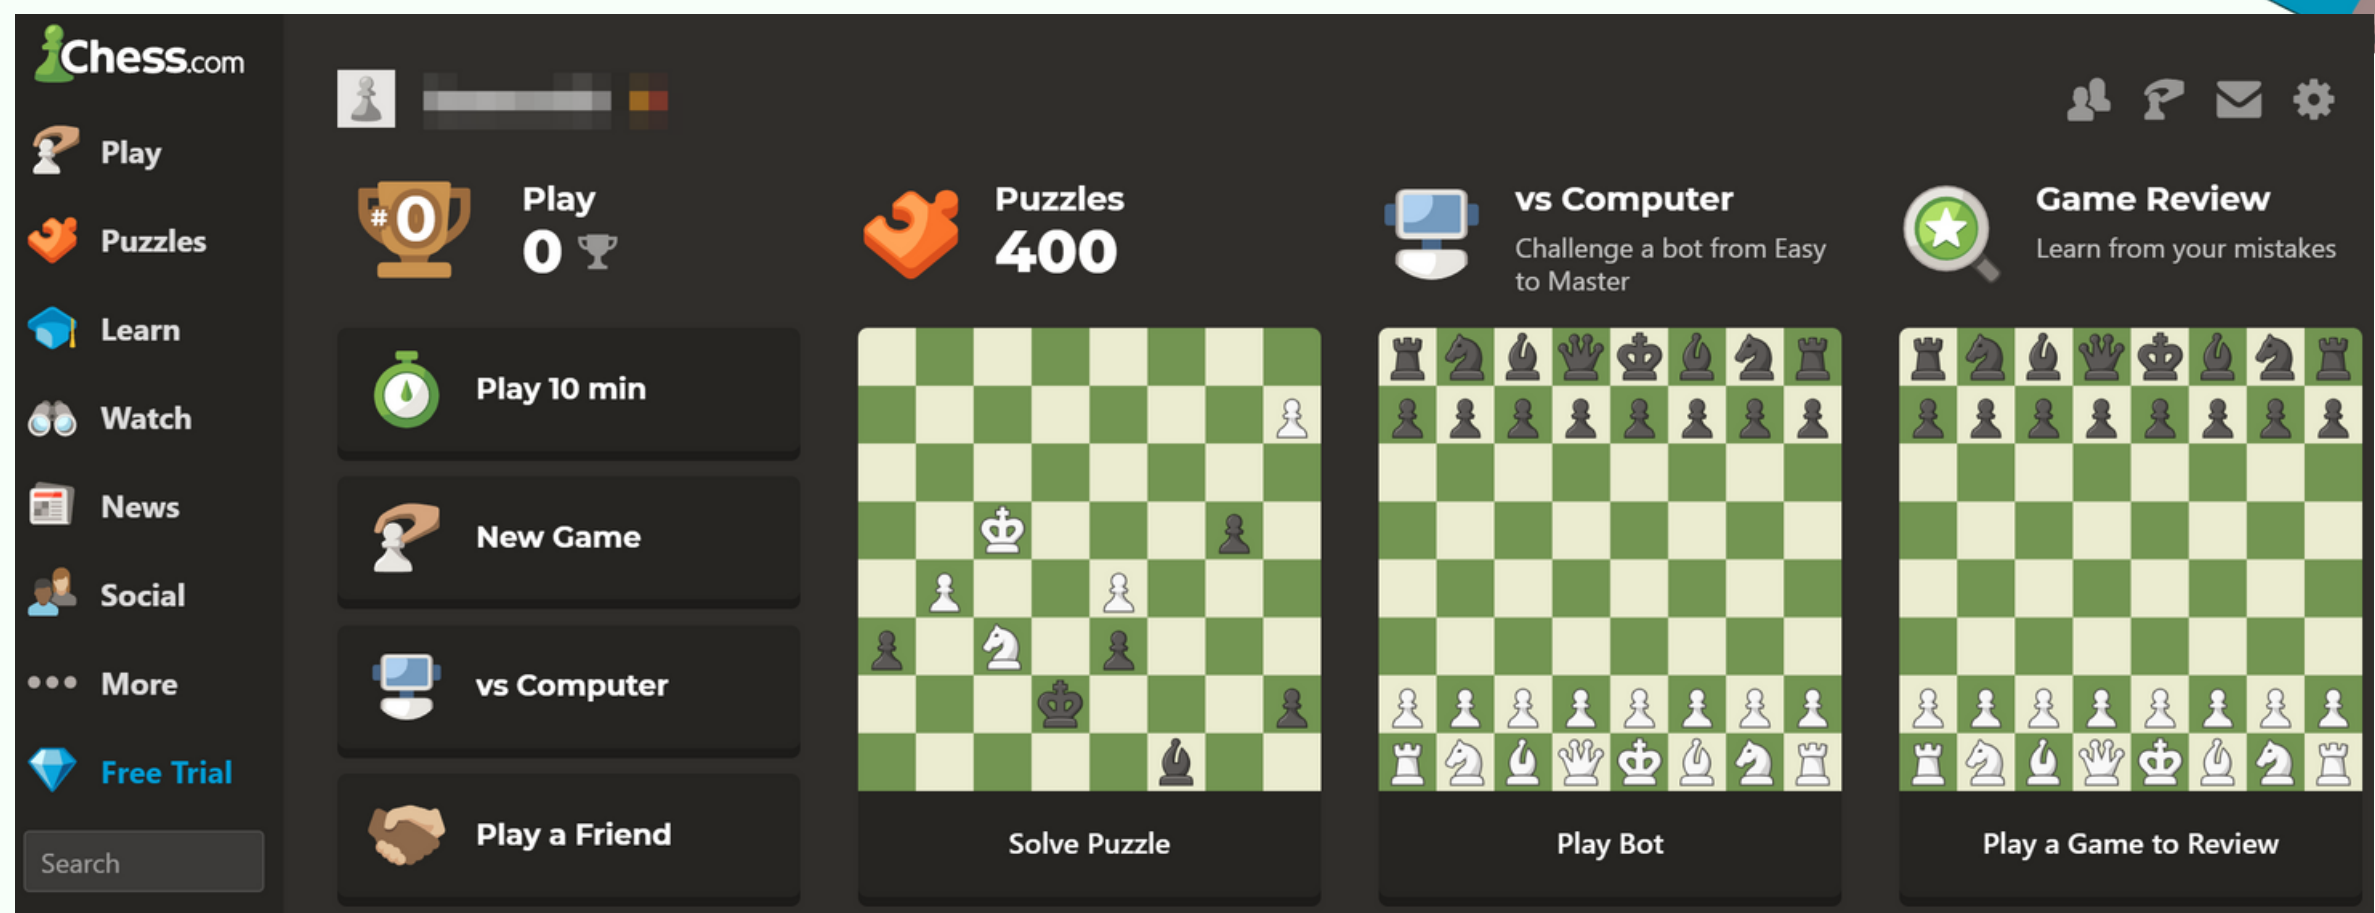 Chess.com
Play
Puzzles
Learn
Watch
News
Social
More
Free Trial
Search
#0
Play
0
Play 10 min
New Game
vs Computer
Play a Friend
Puzzles
400
Solve Puzzle
vs Computer
Challenge a bot from Easy
to Master
Play Bot
Game Review
Learn from your mistakes
Play a Game to Review